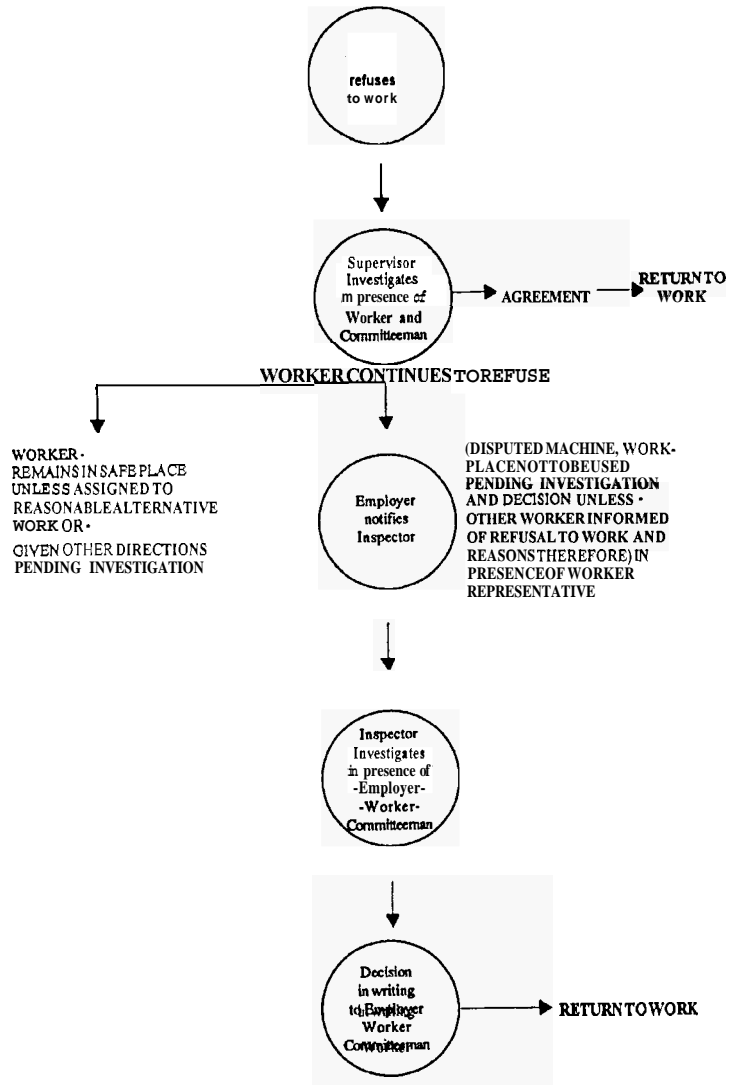 refuses
to work
Supervisor
Investigates
in presence of
Worker and
Committeeman
AGREEMENT
RETURN TO
WORK
WORKER CONTINUES TO REFUSE
WORKER -
REMAINS IN SAFE PLACE
UNLESS ASSIGNED TO
REASONABLE ALTERNATIVE
WORK OR -
GIVEN OTHER DIRECTIONS
PENDING INVESTIGATION
Employer
notifies
Inspector
(DISPUTED MACHINE, WORK-
PLACE NOT TO BE USED
PENDING INVESTIGATION
AND DECISION UNLESS -
OTHER WORKER INFORMED
OF REFUSAL TO WORK AND
REASONS THEREFORE) IN
PRESENCE OF WORKER
REPRESENTATIVE
Inspector
Investigates
in presence of
-Employer-
-Worker-
Committeeman
Decision
in writing
to Employer
Worker
Committeeman
RETURN TO WORK